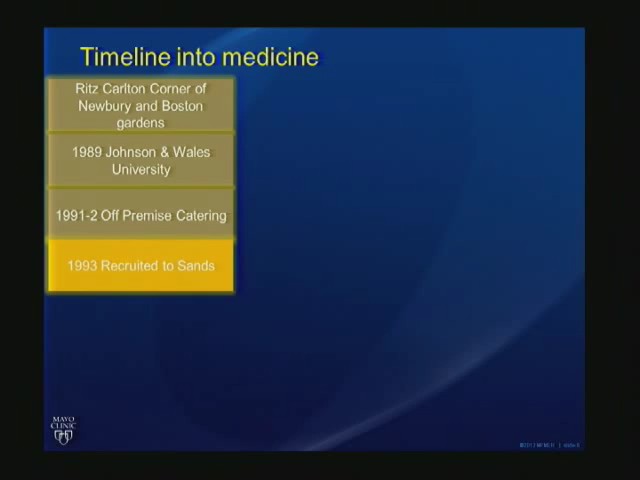 Timeline into medicine
Ritz Carlton Corner of
Newbury and Boston
gardens
1989 Johnson & Wales
University
1991-2 Off Premise Catering
1993 Recruited to Sands
MAYO
CLINIC